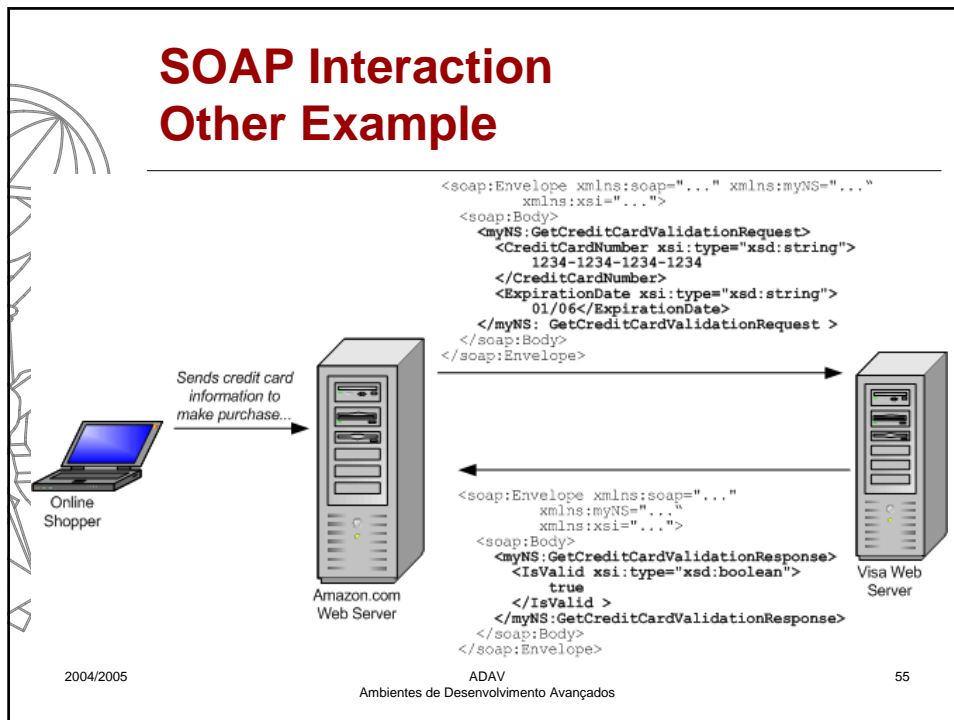 SOAP Interaction
Other Example
<soap:Envelope xmlns:soap="..." xmlns:myNS="...“
xmlns:xsi="...">
<soap:Body>
<myNS:GetCreditCardValidationRequest>
<CreditCardNumber xsi:type="xsd:string">
1234-1234-1234-1234
</CreditCardNumber>
<ExpirationDate xsi:type="xsd:string">
01/06</ExpirationDate>
</myNS: GetCreditCardValidationRequest >
</soap:Body>
</soap:Envelope>
Sends credit card
information to
make purchase...
Online
Shopper
Amazon.com
Web Server
<soap:Envelope xmlns:soap="..."
xmlns:myNS="...“
xmlns:xsi="...">
<soap:Body>
<myNS:GetCreditCardValidationResponse>
<IsValid xsi:type="xsd:boolean">
true
</IsValid >
</myNS:GetCreditCardValidationResponse>
</soap:Body>
</soap:Envelope>
Visa Web
Server
2004/2005
ADAV
Ambientes de Desenvolvimento Avançados
55